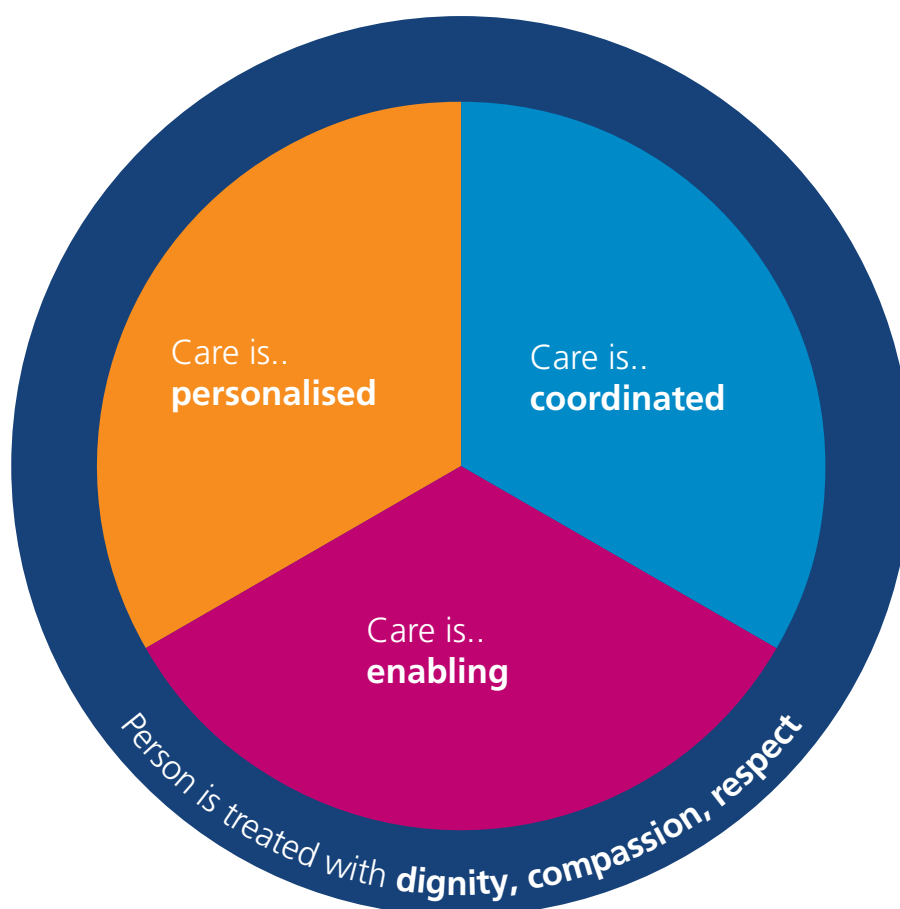 Care is..
personalised
Care is..
coordinated
Care is..
enabling
Person is treated with dignity, compassion, respect